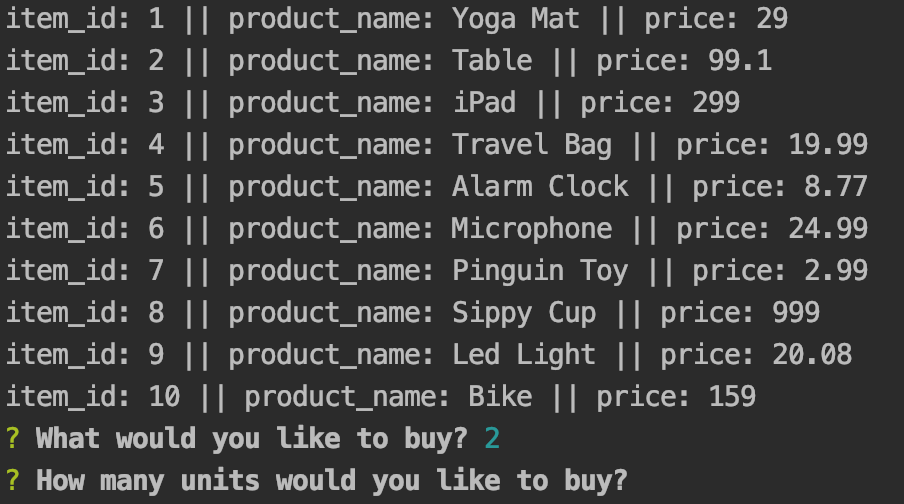 item_id: 1 || product_name: Yoga Mat || price: 29
item_id: 2 || product_name: Table || price: 99.1
item_id: 3 || product_name: iPad || price: 299
item_id: 4 || product_name: Travel Bag || price: 19.99
item_id: 5 || product_name: Alarm Clock || price: 8.77
item_id: 6 || product_name: Microphone || price: 24.99
item_id: 7 || product_name: Pinguin Toy || price: 2.99
item_id: 8 || product_name: Sippy Cup || price: 999
item_id: 9 || product_name: Led Light || price: 20.08
item_id: 10 || product_name: Bike || price: 159
? What would you like to buy? 2
? How many units would you like to buy?